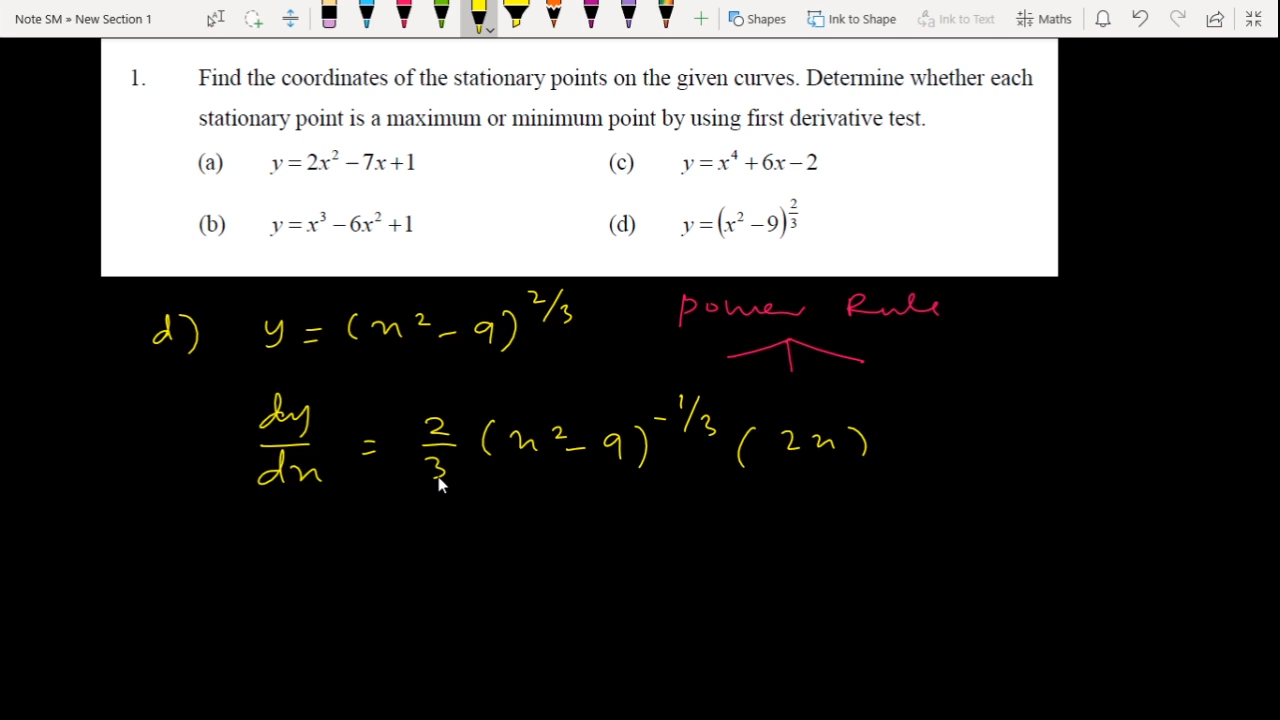 Note SM » New Section 1 Shapes Ink to Shape Ink to Text Maths
1. Find the coordinates of the stationary points on the given curves. Determine whether each
stationary point is a maximum or minimum point by using first derivative test.
(a) y = 2x² − 7x + 1 (c) y = x⁴ + 6x − 2
(b) y = x³ − 6x² + 1 (d) y = (x² − 9)^(2/3)
d) y = (x² − 9)^(2/3) Power Rule
dy/dx = 2/3 (x² − 9)^(−1/3) (2x)